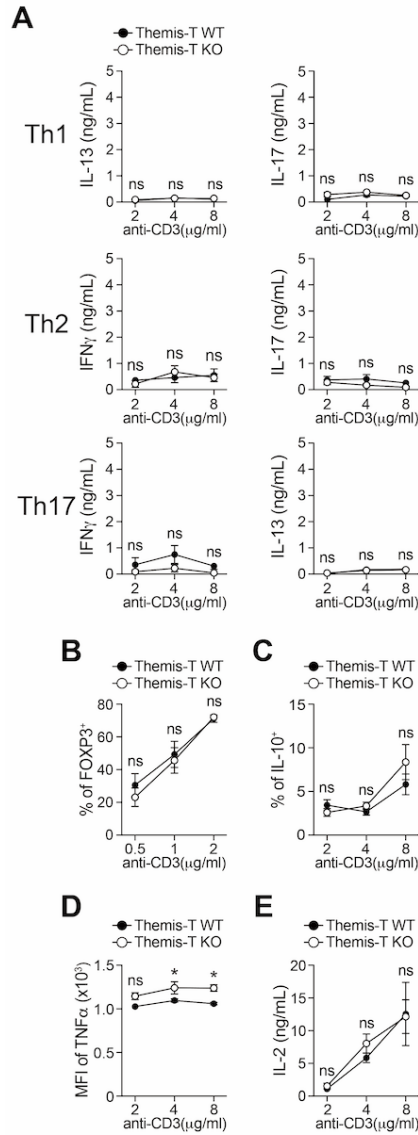 A
Themis-T WT
Themis-T KO
Th1
IL-13 (ng/mL)
5
4
3
2
1
0
ns ns ns
2 4 8
anti-CD3(μg/ml)
IL-17 (ng/mL)
5
4
3
2
1
0
ns ns ns
2 4 8
anti-CD3(μg/ml)
Th2
IFNγ (ng/mL)
5
4
3
2
1
0
ns ns ns
2 4 8
anti-CD3(μg/ml)
IL-17 (ng/mL)
5
4
3
2
1
0
ns ns ns
2 4 8
anti-CD3(μg/ml)
Th17
IFNγ (ng/mL)
5
4
3
2
1
0
ns ns ns
2 4 8
anti-CD3(μg/ml)
IL-13 (ng/mL)
5
4
3
2
1
0
ns ns ns
2 4 8
anti-CD3(μg/ml)
B
Themis-T WT
Themis-T KO
% of FOXP3+
80
60
40
20
0
ns ns ns
0.5 1 2
anti-CD3(μg/ml)
C
Themis-T WT
Themis-T KO
% of IL-10+
15
10
5
0
ns ns ns
2 4 8
anti-CD3(μg/ml)
D
Themis-T WT
Themis-T KO
MFI of TNFα (x10³)
1.5
1.0
0
ns * *
2 4 8
anti-CD3(μg/ml)
E
Themis-T WT
Themis-T KO
IL-2 (ng/mL)
20
15
10
5
0
ns ns ns
2 4 8
anti-CD3(μg/ml)